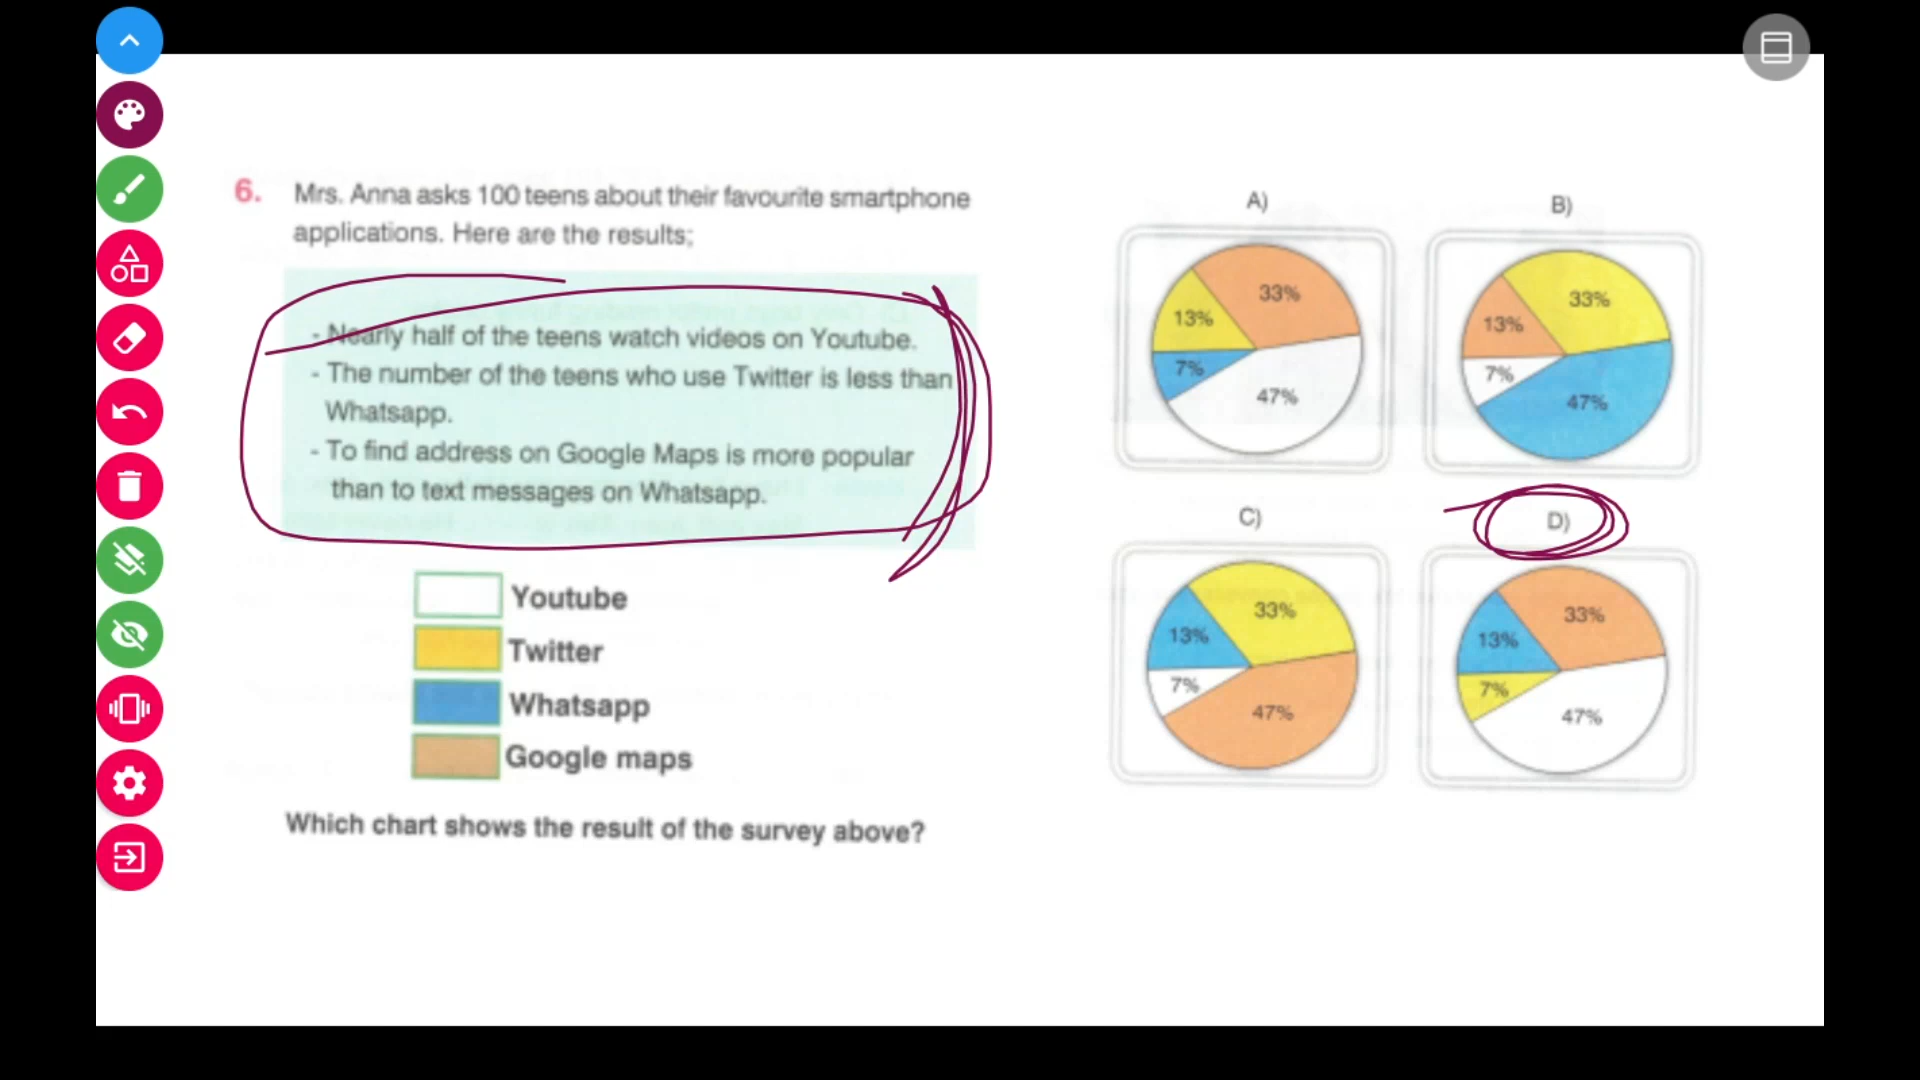 6. Mrs. Anna asks 100 teens about their favourite smartphone
applications. Here are the results;
- Nearly half of the teens watch videos on Youtube.
- The number of the teens who use Twitter is less than
Whatsapp.
- To find address on Google Maps is more popular
than to text messages on Whatsapp.
Youtube
Twitter
Whatsapp
Google maps
Which chart shows the result of the survey above?
A)
33%
13%
7%
47%
B)
33%
13%
7%
47%
C)
33%
13%
7%
47%
D)
33%
13%
7%
47%